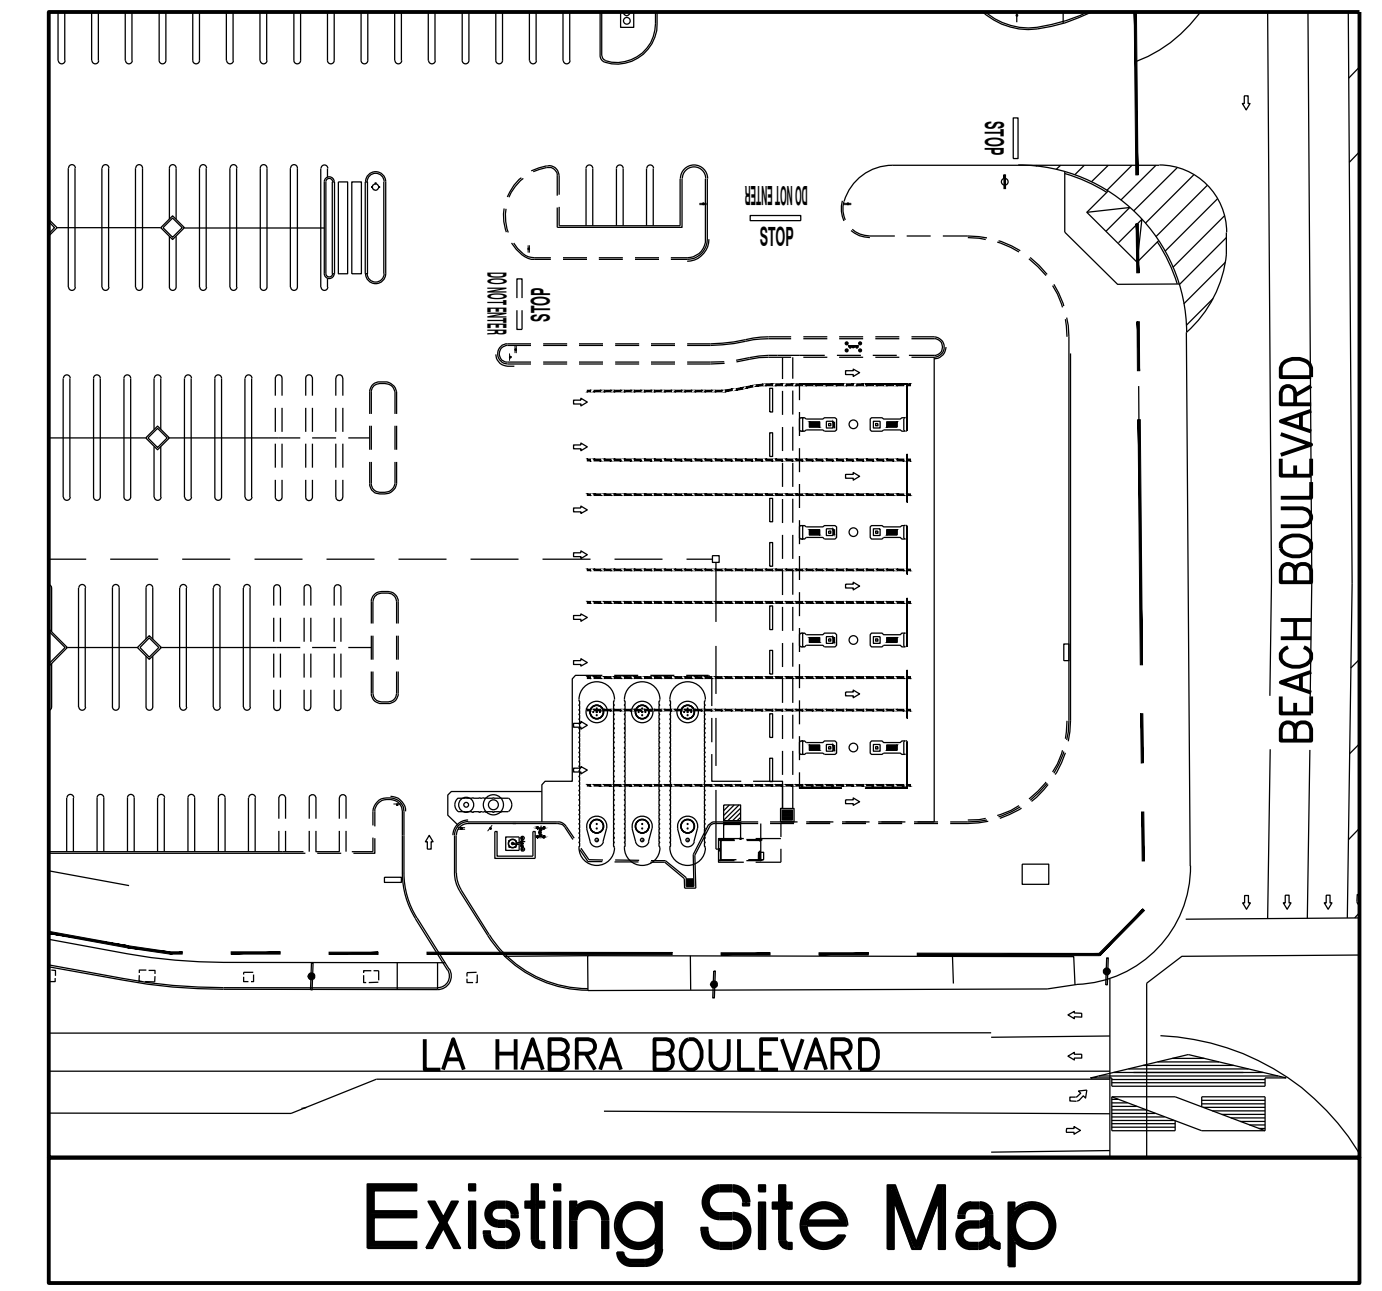 STOP
DO NOT ENTER
STOP
DO NOT ENTER
STOP
BEACH BOULEVARD
LA HABRA BOULEVARD
Existing Site Map